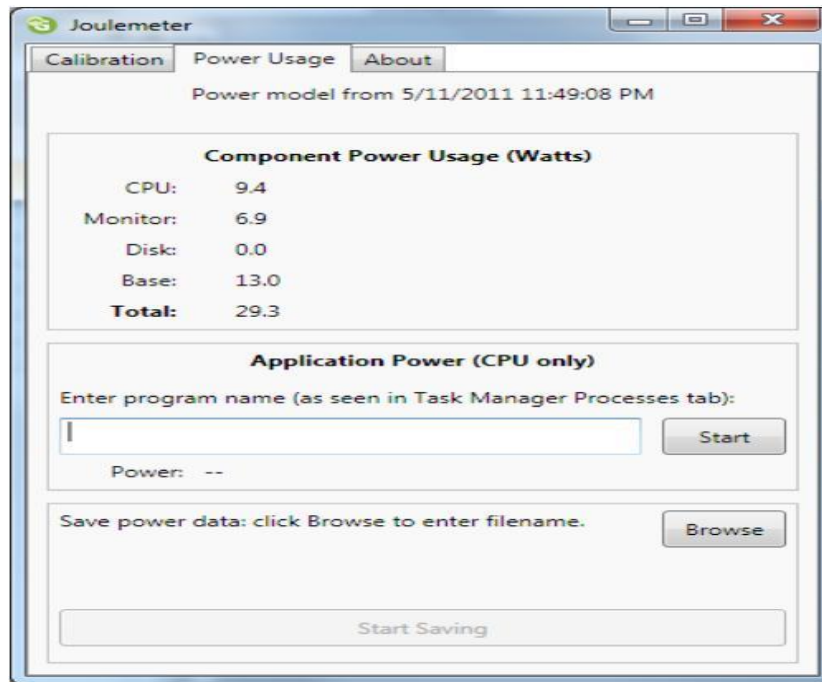 Joulemeter
Calibration Power Usage About
Power model from 5/11/2011 11:49:08 PM
Component Power Usage (Watts)
CPU: 9.4
Monitor: 6.9
Disk: 0.0
Base: 13.0
Total: 29.3
Application Power (CPU only)
Enter program name (as seen in Task Manager Processes tab):
Start
Power: --
Save power data: click Browse to enter filename.
Browse
Start Saving